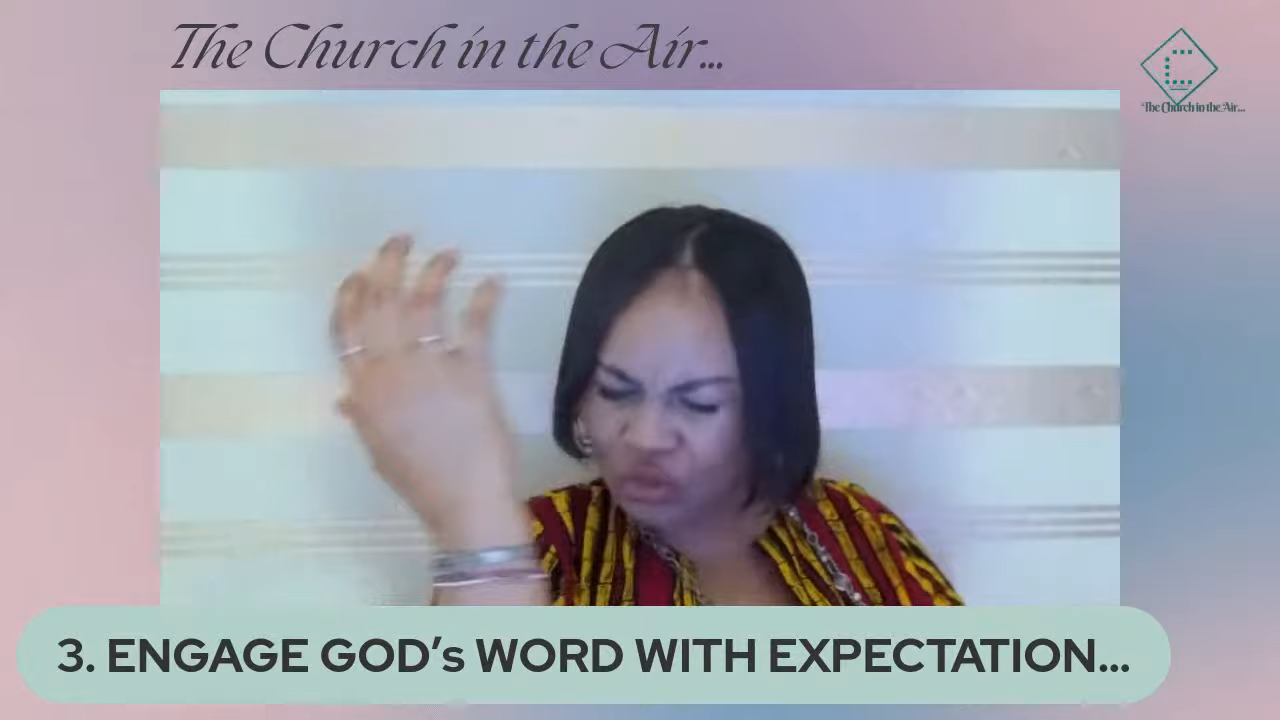 The Church in the Air...
The Church in the Air...
3. ENGAGE GOD's WORD WITH EXPECTATION...